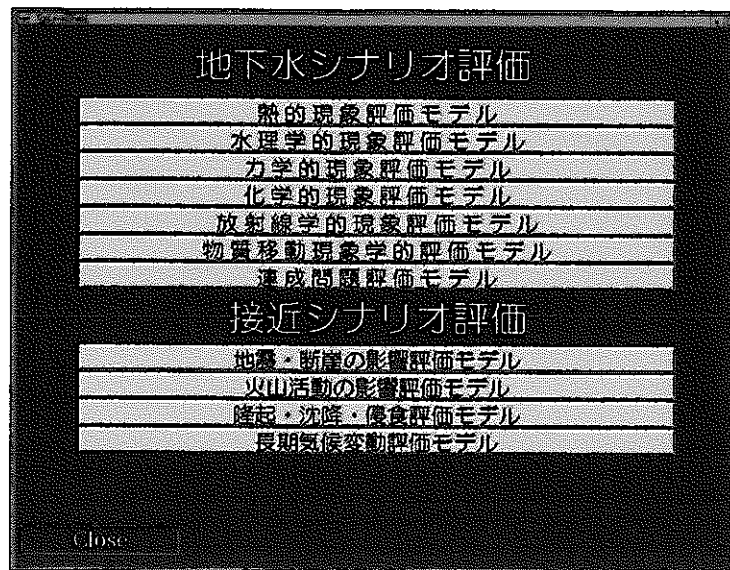 地下水シナリオ評価
熱的現象評価モデル
水理学的現象評価モデル
力学的現象評価モデル
化学的現象評価モデル
放射線学的現象評価モデル
物質移動現象学的評価モデル
連成問題評価モデル
接近シナリオ評価
地震・断崖の影響評価モデル
火山活動の影響評価モデル
隆起・沈降・優食評価モデル
長期気候変動評価モデル
Close